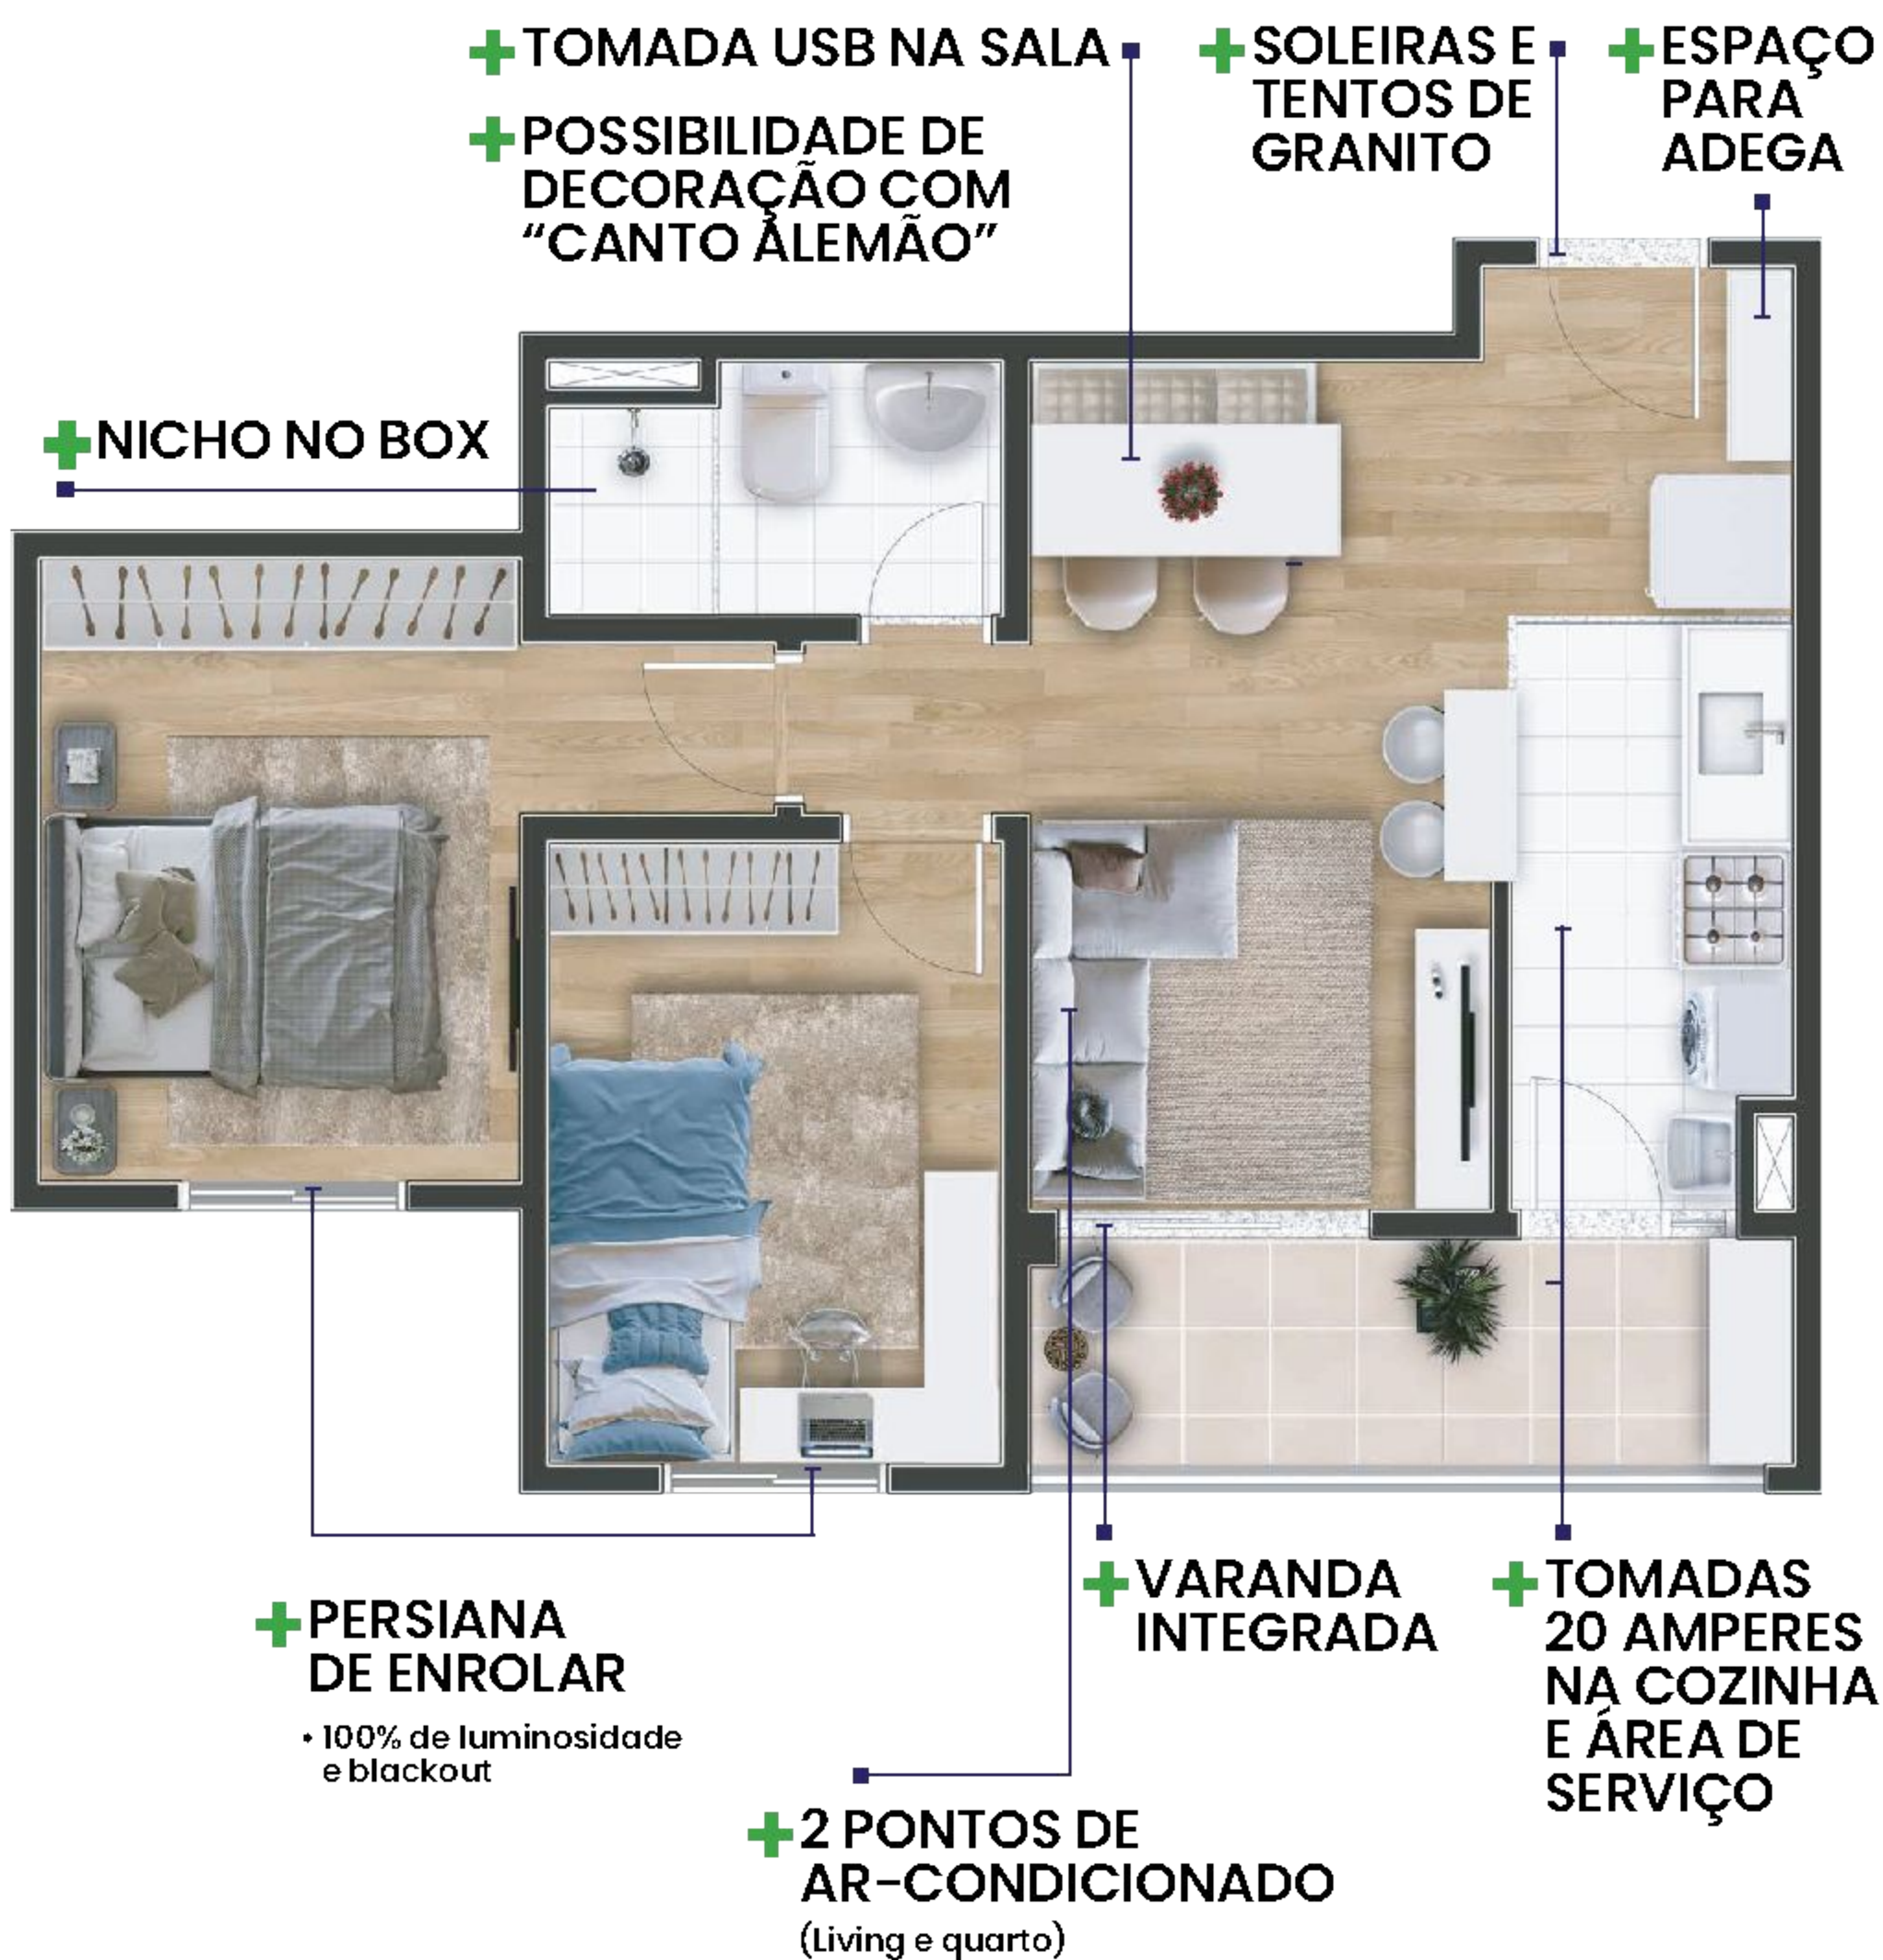 TOMADA USB NA SALA
POSSIBILIDADE DE
DECORAÇÃO COM
“CANTO ALEMÃO”
SOLEIRAS E
TENTOS DE
GRANITO
ESPAÇO
PARA
ADEGA
NICHO NO BOX
PERSIANA
DE ENROLAR
• 100% de luminosidade
e blackout
2 PONTOS DE
AR-CONDICIONADO
(Living e quarto)
VARANDA
INTEGRADA
TOMADAS
20 AMPERES
NA COZINHA
E ÁREA DE
SERVIÇO